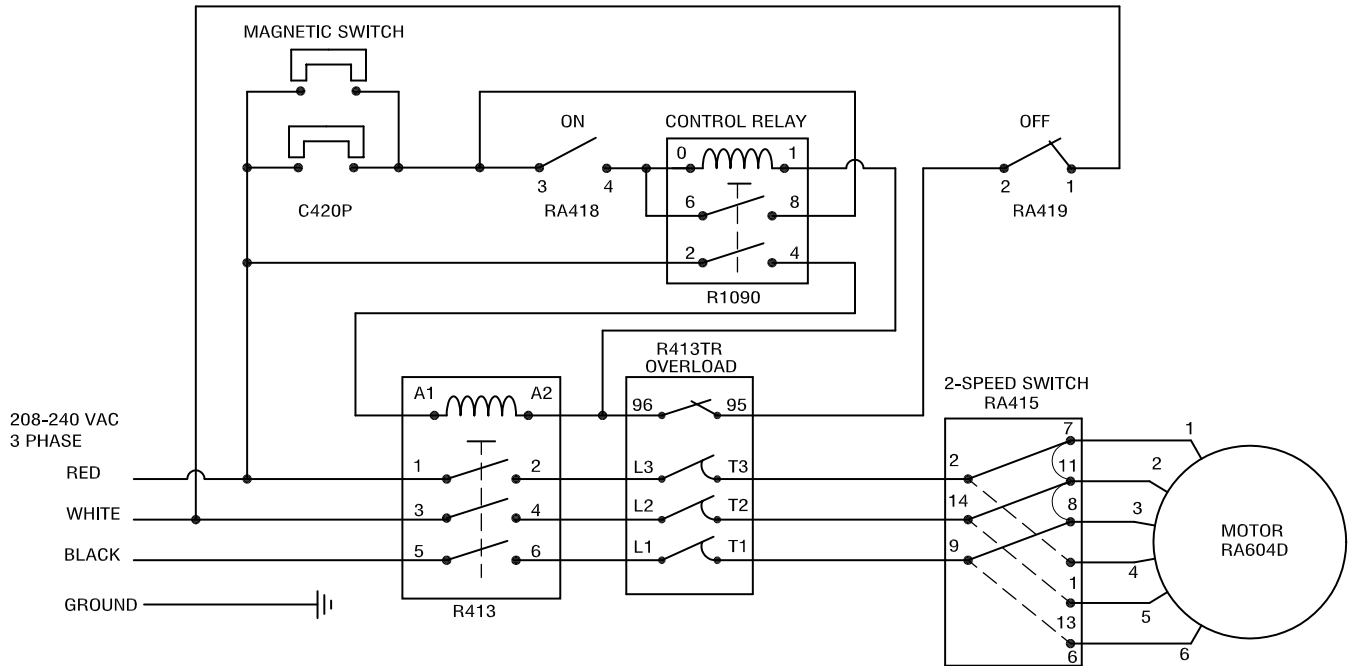 MAGNETIC SWITCH
C420P
ON
3 4
RA418
CONTROL RELAY
0 1
6 8
2 4
R1090
OFF
2 1
RA419
208-240 VAC
3 PHASE
RED
WHITE
BLACK
GROUND
A1 A2
1 2
3 4
5 6
R413
R413TR
OVERLOAD
96 95
L3 T3
L2 T2
L1 T1
2-SPEED SWITCH
RA415
2
14
9
7
11
8
1
13
6
1
2
3
4
5
6
MOTOR
RA604D